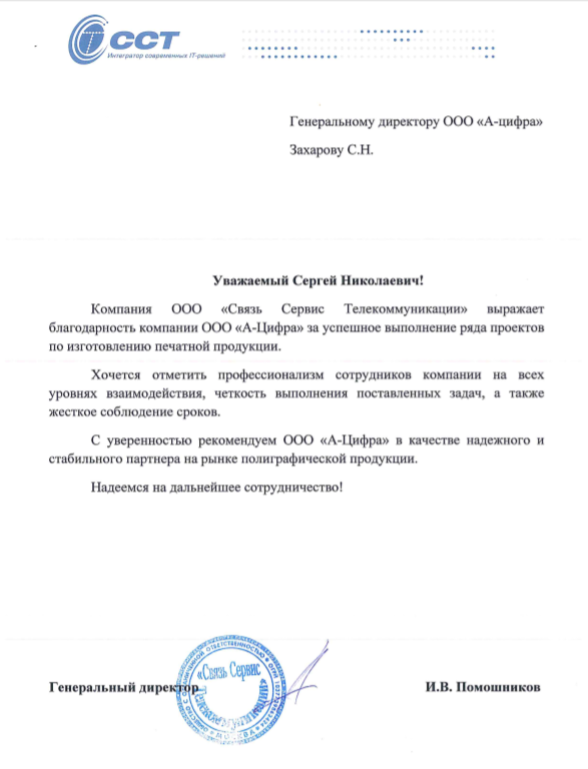 ССТ
Интегратор современных IT-решений
Генеральному директору ООО «А-цифра»
Захарову С.Н.
Уважаемый Сергей Николаевич!
Компания ООО «Связь Сервис Телекоммуникации» выражает
благодарность компании ООО «А-Цифра» за успешное выполнение ряда проектов
по изготовлению печатной продукции.
Хочется отметить профессионализм сотрудников компании на всех
уровнях взаимодействия, четкость выполнения поставленных задач, а также
жесткое соблюдение сроков.
С уверенностью рекомендуем ООО «А-Цифра» в качестве надежного и
стабильного партнера на рынке полиграфической продукции.
Надеемся на дальнейшее сотрудничество!
«Связь Сервис
Телекоммуникации»
МОСКВА
Генеральный директор
И.В. Помошников